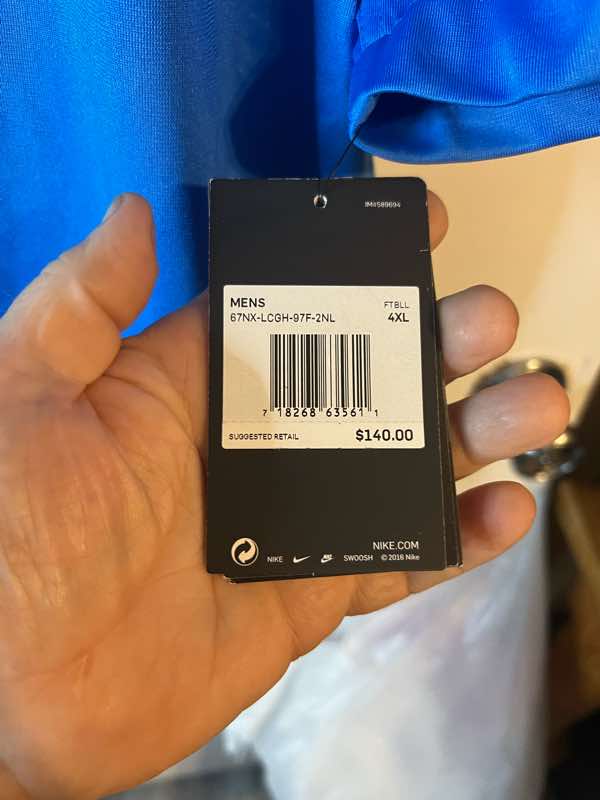 IM#589694
MENS
FTBLL
67NX-LCGH-97F-2NL
4XL
7 18268 63561 1
SUGGESTED RETAIL
$140.00
NIKE.COM
NIKE
SWOOSH
© 2016 Nike